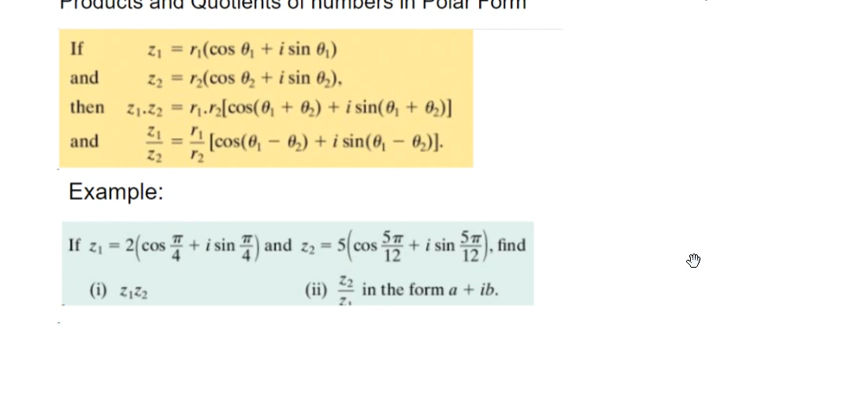 Products and Quotients of numbers in Polar Form
If z₁ = r₁(cos θ₁ + i sin θ₁)
and z₂ = r₂(cos θ₂ + i sin θ₂),
then z₁.z₂ = r₁.r₂[cos(θ₁ + θ₂) + i sin(θ₁ + θ₂)]
and z₁/z₂ = r₁/r₂ [cos(θ₁ − θ₂) + i sin(θ₁ − θ₂)].
Example:
If z₁ = 2(cos π/4 + i sin π/4) and z₂ = 5(cos 5π/12 + i sin 5π/12), find
(i) z₁z₂ (ii) z₂/z₁ in the form a + ib.